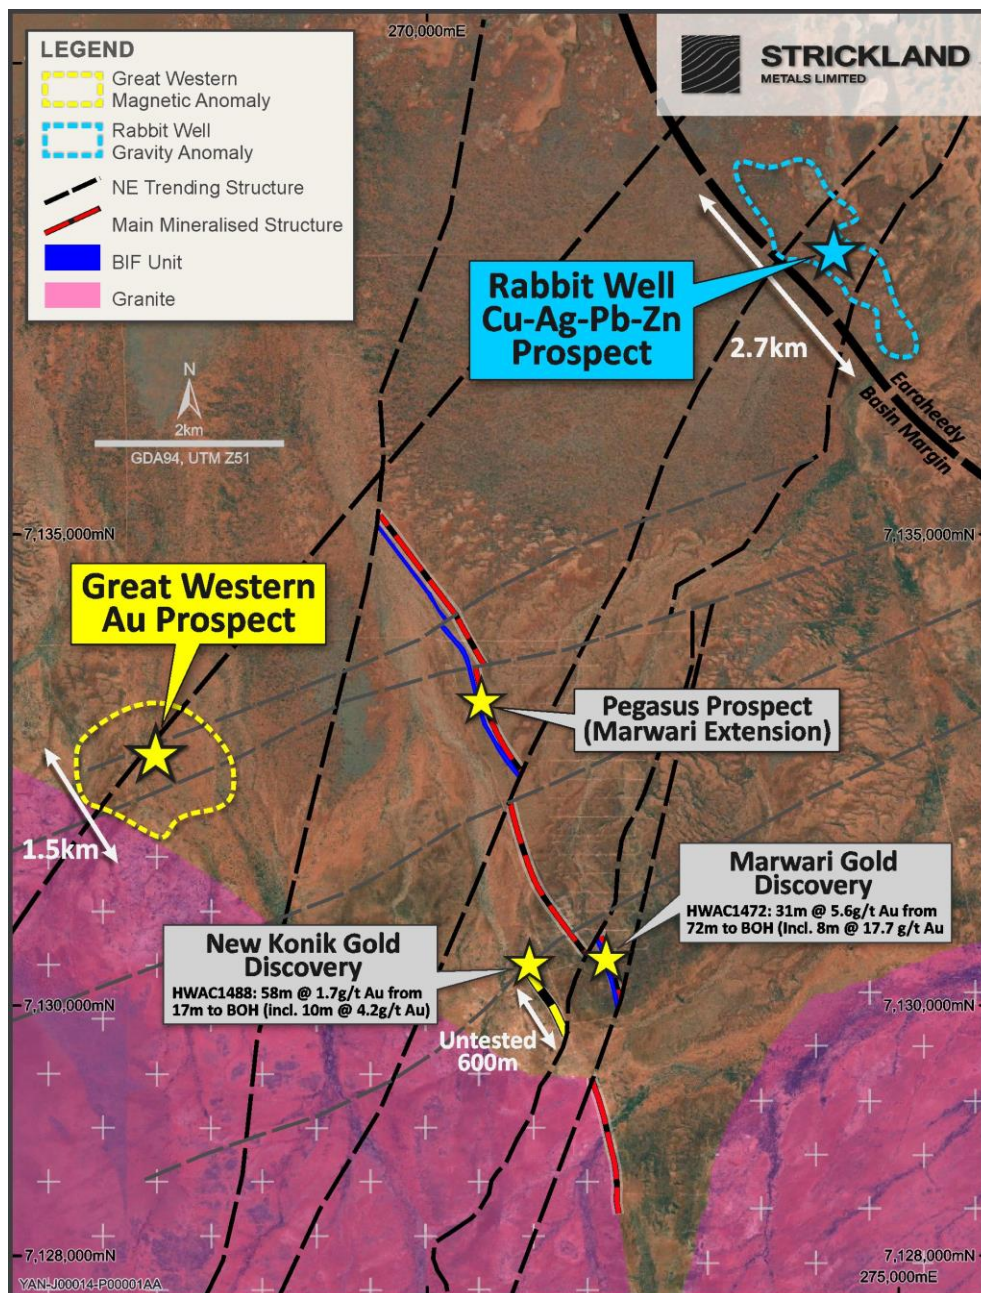 270,000mE
STRICKLAND
METALS LIMITED
LEGEND
Great Western
Magnetic Anomaly
Rabbit Well
Gravity Anomaly
NE Trending Structure
Main Mineralised Structure
BIF Unit
Granite
Rabbit Well
Cu-Ag-Pb-Zn
Prospect
2.7km
Earaheedy
Basin Margin
N
2km
GDA94, UTM Z51
7,135,000mN
7,135,000mN
Great Western
Au Prospect
Pegasus Prospect
(Marwari Extension)
1.5km
Marwari Gold
Discovery
HWAC1472: 31m @ 5.6g/t Au from
72m to BOH (Incl. 8m @ 17.7 g/t Au
New Konik Gold
Discovery
HWAC1488: 58m @ 1.7g/t Au from
17m to BOH (incl. 10m @ 4.2g/t Au)
7,130,000mN
7,130,000mN
Untested
600m
7,128,000mN
7,128,000mN
275,000mE
YAN-J00014-P00001AA